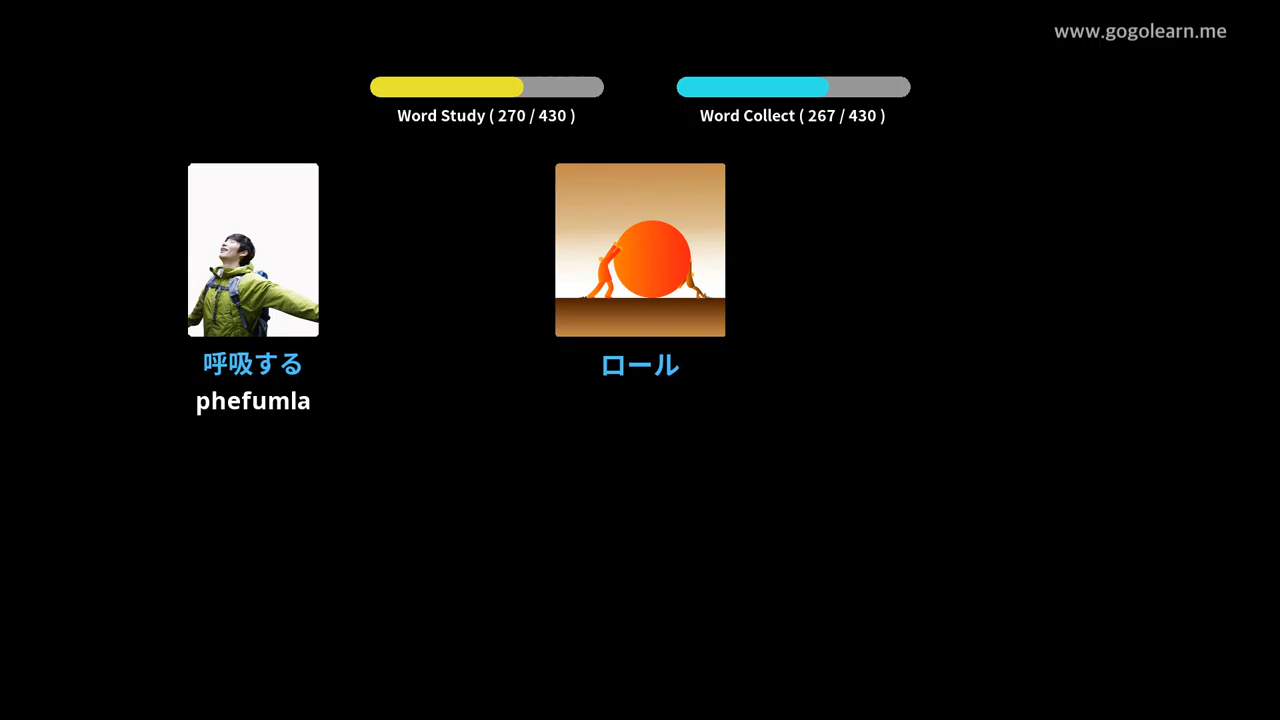 www.gogolearn.me
Word Study ( 270 / 430 )
Word Collect ( 267 / 430 )
呼吸する
phefumla
ロール